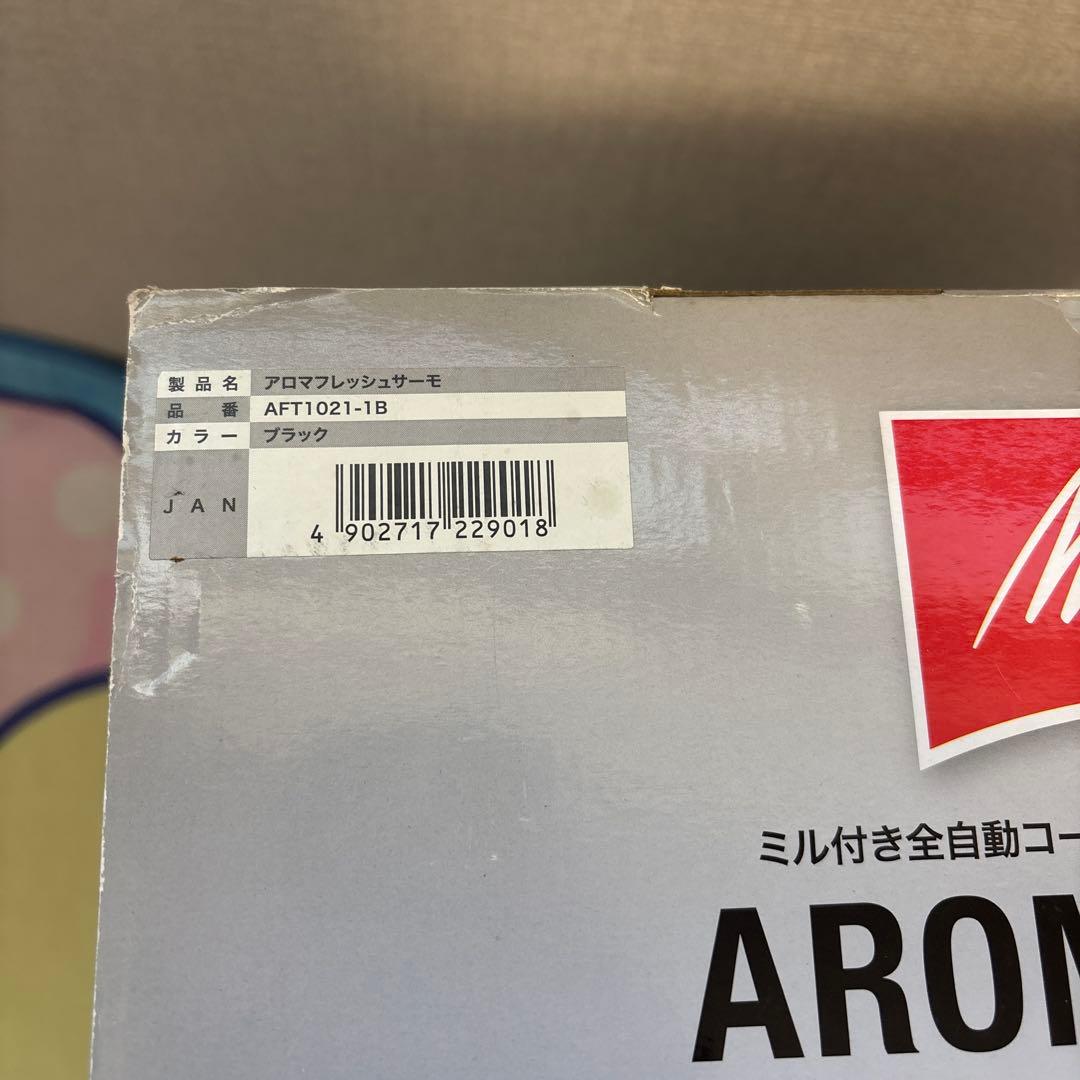 製品名 アロマフレッシュサーモ
品番 AFT1021-1B
カラー ブラック
JAN
4 902717 229018
ミル付き全自動コー
AROM